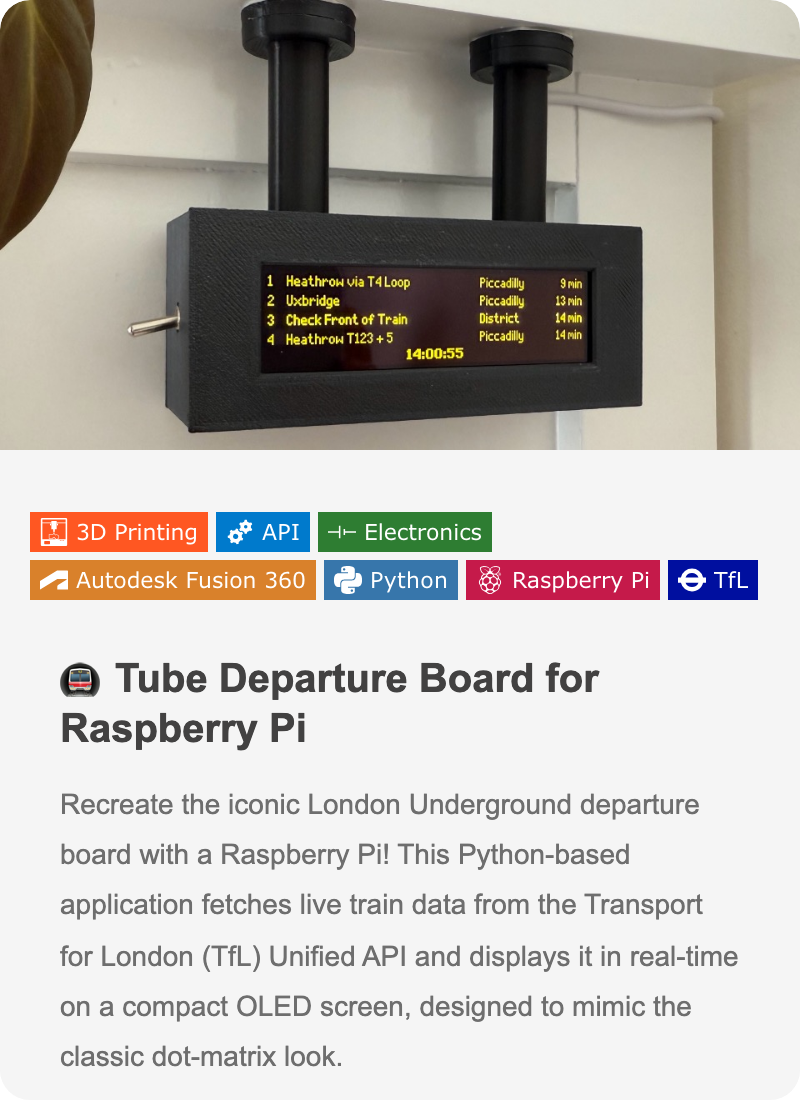 1 Heathrow via T4 Loop Piccadilly 9 min
2 Uxbridge Piccadilly 13 min
3 Check Front of Train District 14 min
4 Heathrow T123 + 5 Piccadilly 14 min
14:00:55
3D Printing API Electronics
Autodesk Fusion 360 Python Raspberry Pi TfL
Tube Departure Board for
Raspberry Pi
Recreate the iconic London Underground departure
board with a Raspberry Pi! This Python-based
application fetches live train data from the Transport
for London (TfL) Unified API and displays it in real-time
on a compact OLED screen, designed to mimic the
classic dot-matrix look.